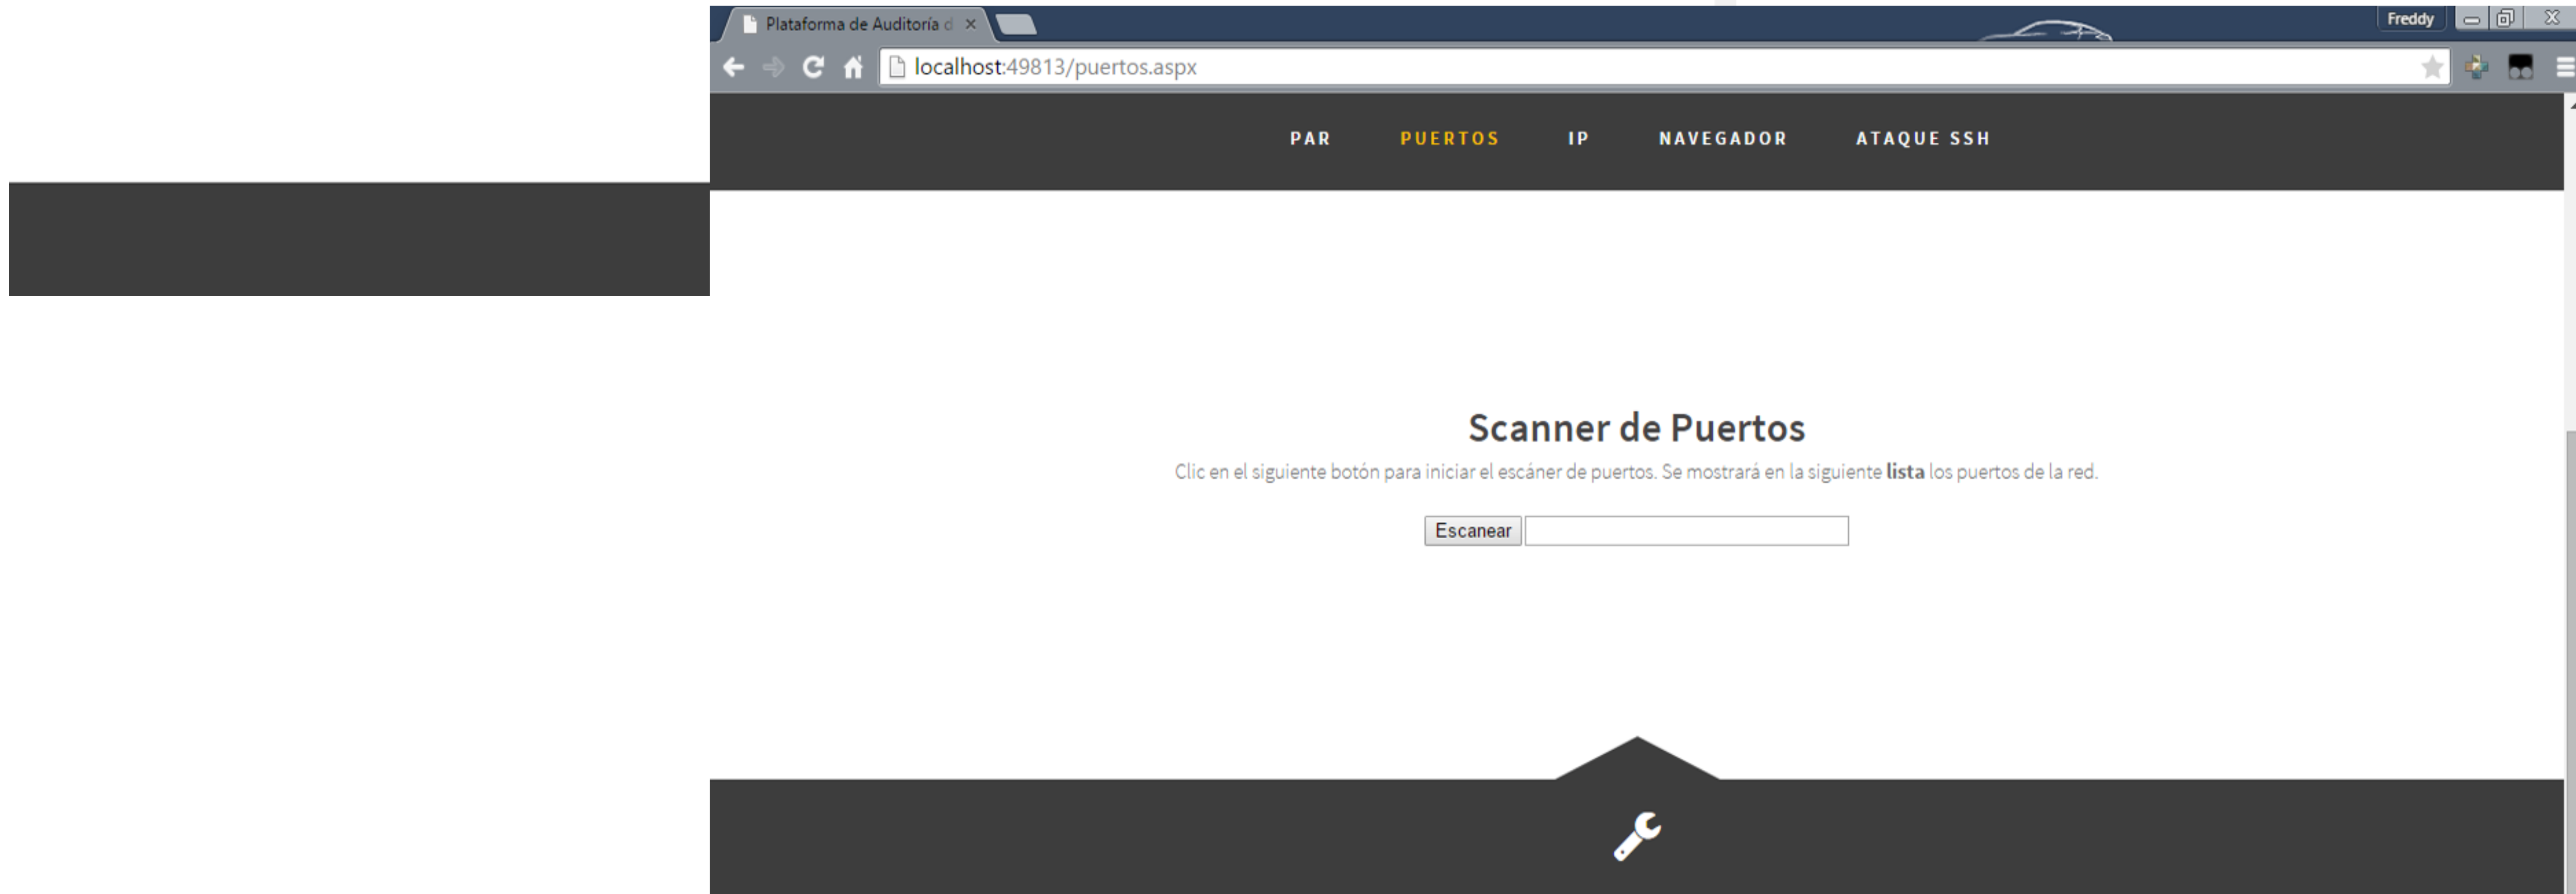 Plataforma de Auditoría d
Freddy
localhost:49813/puertos.aspx
PAR PUERTOS IP NAVEGADOR ATAQUE SSH
Scanner de Puertos
Clic en el siguiente botón para iniciar el escáner de puertos. Se mostrará en la siguiente lista los puertos de la red.
Escanear